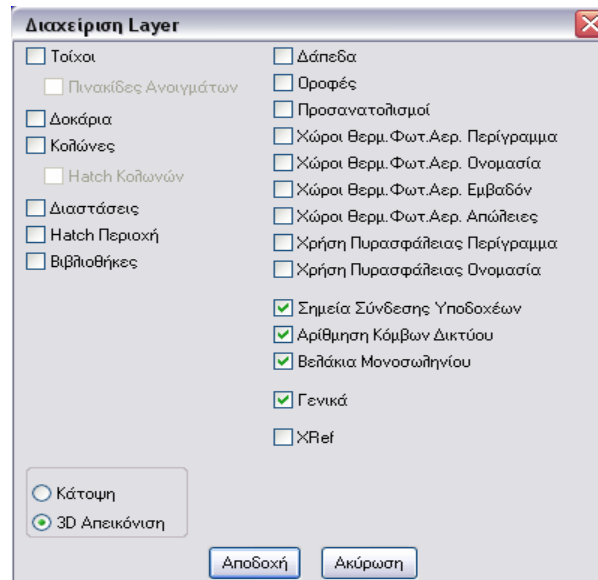 Διαχείριση Layer
Τοίχοι
Πινακίδες Ανοιγμάτων
Δοκάρια
Κολώνες
Hatch Κολωνών
Διαστάσεις
Hatch Περιοχή
Βιβλιοθήκες
Δάπεδα
Οροφές
Προσανατολισμοί
Χώροι Θερμ.Φωτ.Αερ. Περίγραμμα
Χώροι Θερμ.Φωτ.Αερ. Ονομασία
Χώροι Θερμ.Φωτ.Αερ. Εμβαδόν
Χώροι Θερμ.Φωτ.Αερ. Απώλειες
Χρήση Πυρασφάλειας Περίγραμμα
Χρήση Πυρασφάλειας Ονομασία
Σημεία Σύνδεσης Υποδοχέων
Αρίθμηση Κόμβων Δικτύου
Βελάκια Μονοσωληνίου
Γενικά
XRef
Κάτοψη
3D Απεικόνιση
Αποδοχή
Ακύρωση